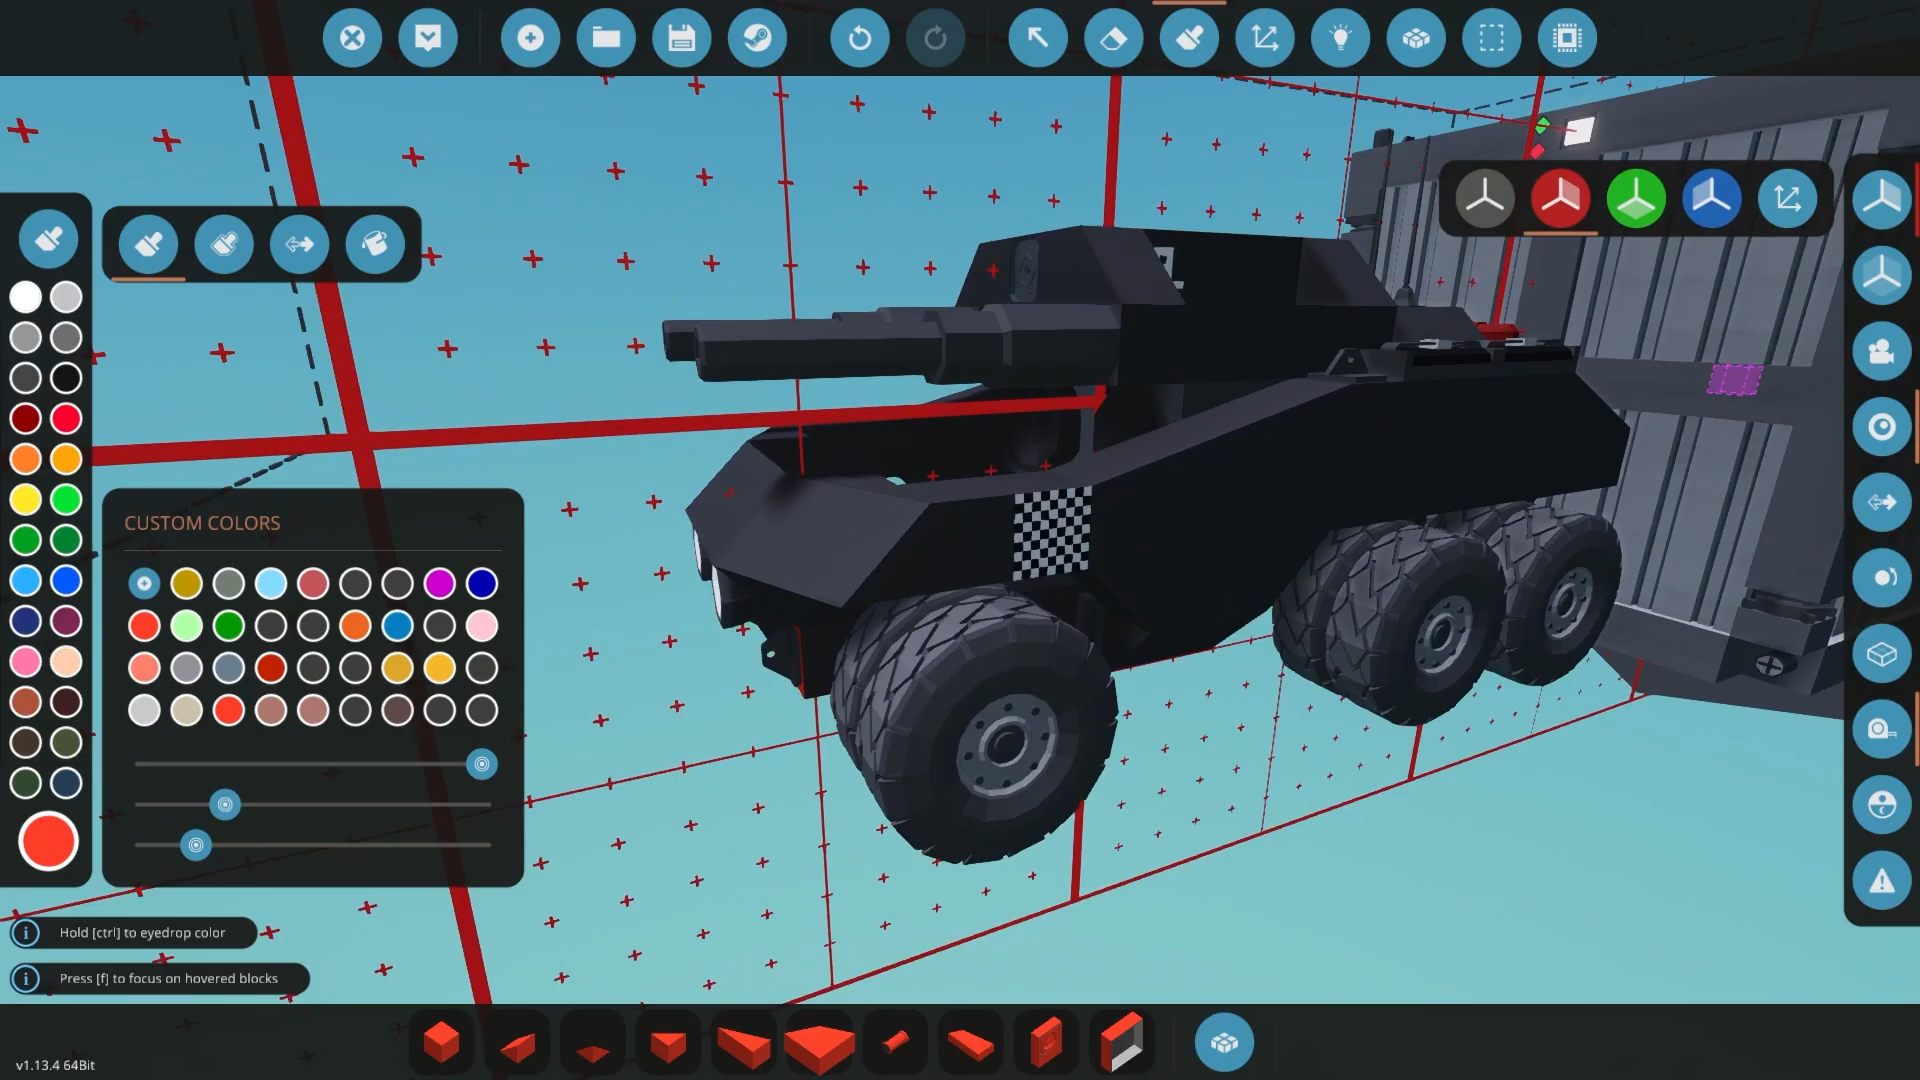 CUSTOM COLORS
Hold [ctrl] to eyedrop color
Press [f] to focus on hovered blocks
v1.13.4 64Bit